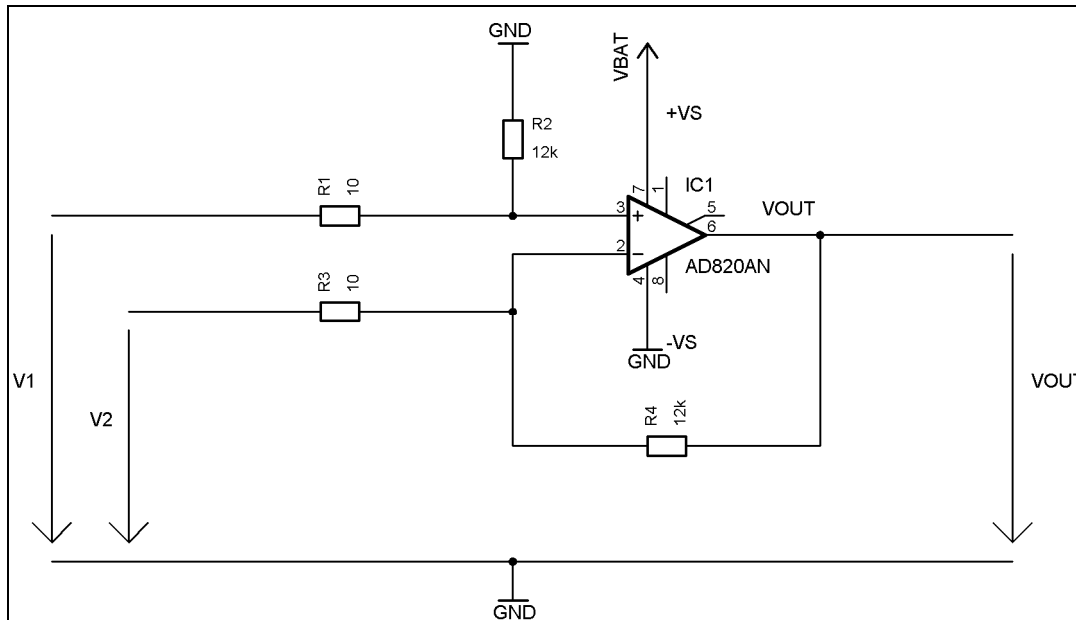 GND
VBAT
+VS
R2
12k
R1
10
7
1
IC1
3
+
5
VOUT
6
2
−
AD820AN
4
8
R3
10
-VS
GND
V1
V2
R4
12k
VOUT
GND